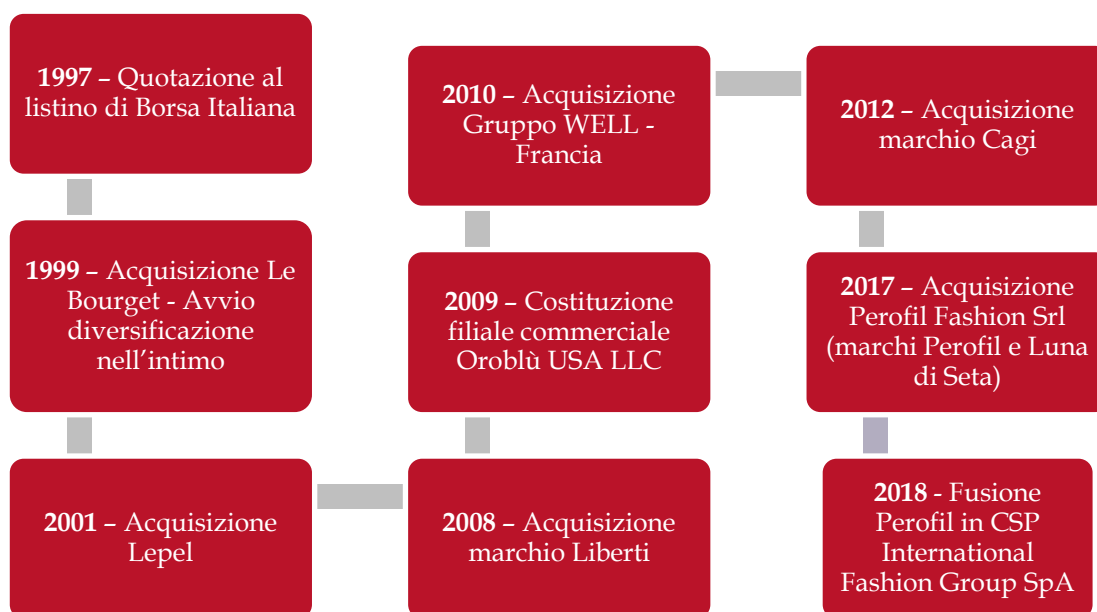 1997 – Quotazione al
listino di Borsa Italiana
1999 – Acquisizione Le
Bourget - Avvio
diversificazione
nell'intimo
2001 – Acquisizione
Lepel
2008 – Acquisizione
marchio Liberti
2009 – Costituzione
filiale commerciale
Oroblù USA LLC
2010 – Acquisizione
Gruppo WELL -
Francia
2012 – Acquisizione
marchio Cagi
2017 – Acquisizione
Perofil Fashion Srl
(marchi Perofil e Luna
di Seta)
2018 - Fusione
Perofil in CSP
International
Fashion Group SpA